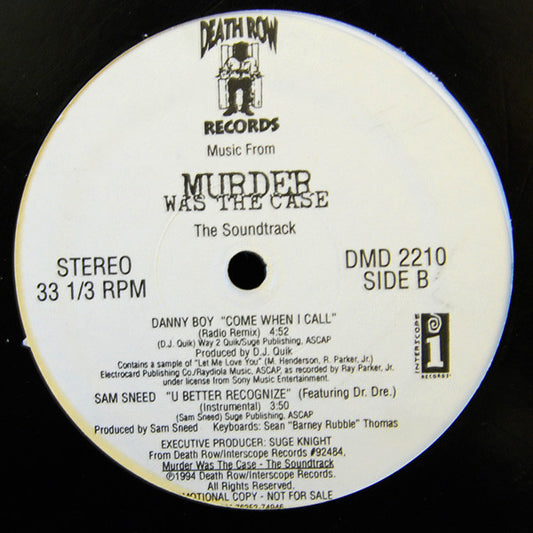 DEATH ROW
RECORDS
Music From
MURDER
WAS THE CASE
The Soundtrack
STEREO
33 1/3 RPM
DMD 2210
SIDE B
INTERSCOPE
RECORDS
DANNY BOY "COME WHEN I CALL"
(Radio Remix) 4:52
(D.J. Quik) Way 2 Quik/Suge Publishing, ASCAP
Produced by D.J. Quik
Contains a sample of "Let Me Love You" (M. Henderson, R. Parker, Jr.)
Electrocard Publishing Co./Raydiola Music, ASCAP, as recorded by Ray Parker, Jr.
under license from Sony Music Entertainment.
SAM SNEED "U BETTER RECOGNIZE" (Featuring Dr. Dre.)
(Instrumental) 3:50
(Sam Sneed) Suge Publishing, ASCAP
Produced by Sam Sneed Keyboards: Sean "Barney Rubble" Thomas
EXECUTIVE PRODUCER: SUGE KNIGHT
From Death Row/Interscope Records #92484,
Murder Was The Case - The Soundtrack
℗1994 Death Row/Interscope Records.
All Rights Reserved.
MOTIONAL COPY - NOT FOR SALE